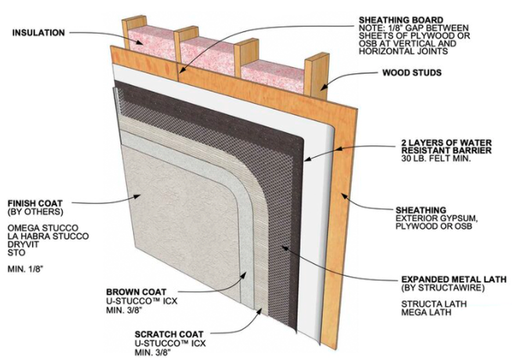 SHEATHING BOARD
NOTE: 1/8" GAP BETWEEN
SHEETS OF PLYWOOD OR
OSB AT VERTICAL AND
HORIZONTAL JOINTS
INSULATION
WOOD STUDS
2 LAYERS OF WATER
RESISTANT BARRIER
30 LB. FELT MIN.
FINISH COAT
(BY OTHERS)
OMEGA STUCCO
LA HABRA STUCCO
DRYVIT
STO
MIN. 1/8"
SHEATHING
EXTERIOR GYPSUM,
PLYWOOD OR OSB
EXPANDED METAL LATH
(BY STRUCTAWIRE)
STRUCTA LATH
MEGA LATH
BROWN COAT
U-STUCCO™ ICX
MIN. 3/8"
SCRATCH COAT
U-STUCCO™ ICX
MIN. 3/8"